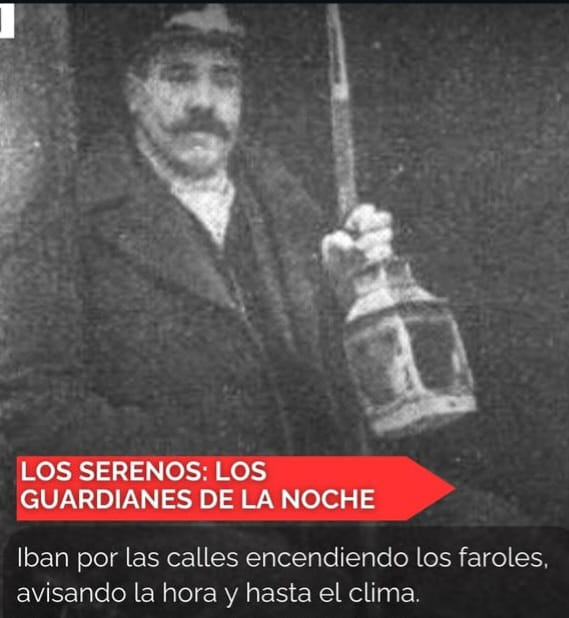 LOS SERENOS: LOS
GUARDIANES DE LA NOCHE
Iban por las calles encendiendo los faroles,
avisando la hora y hasta el clima.